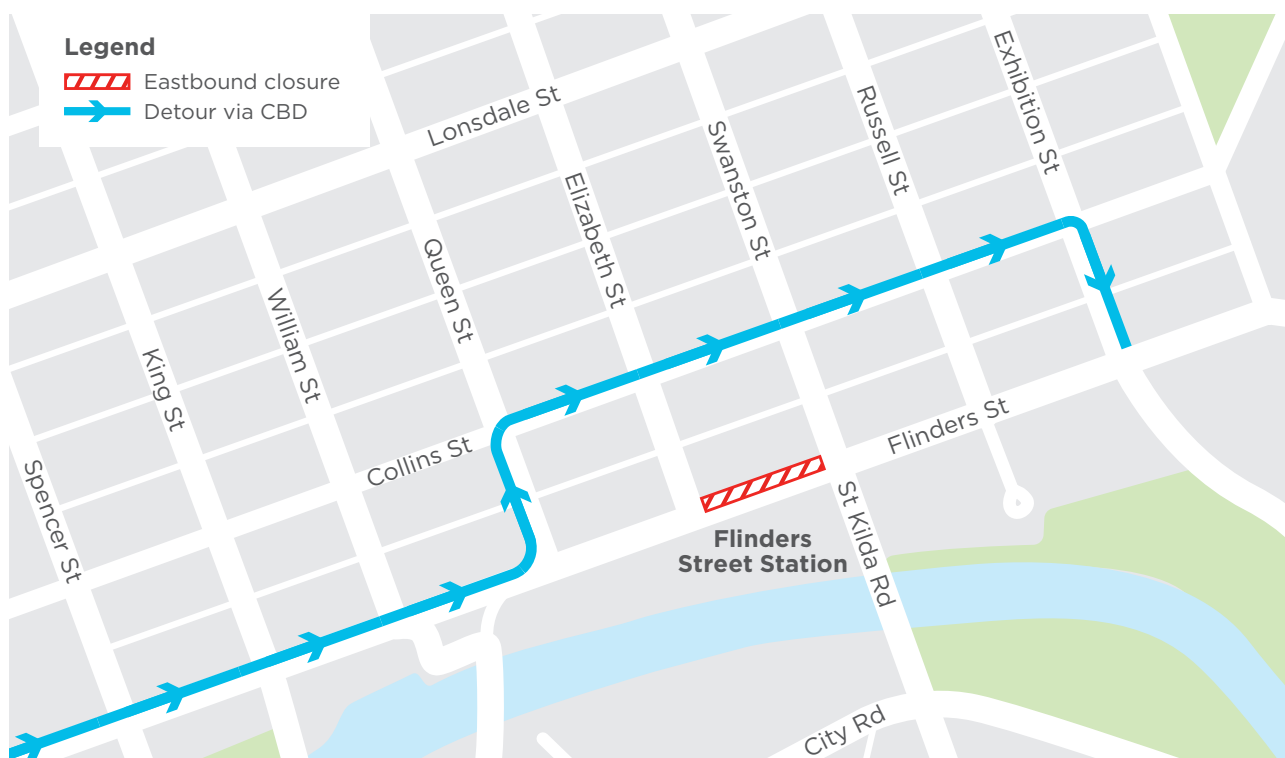 Legend
Eastbound closure
Detour via CBD
Lonsdale St
Exhibition St
Russell St
Swanston St
Elizabeth St
Queen St
William St
King St
Spencer St
Collins St
Flinders St
Flinders
Street Station
St Kilda Rd
City Rd